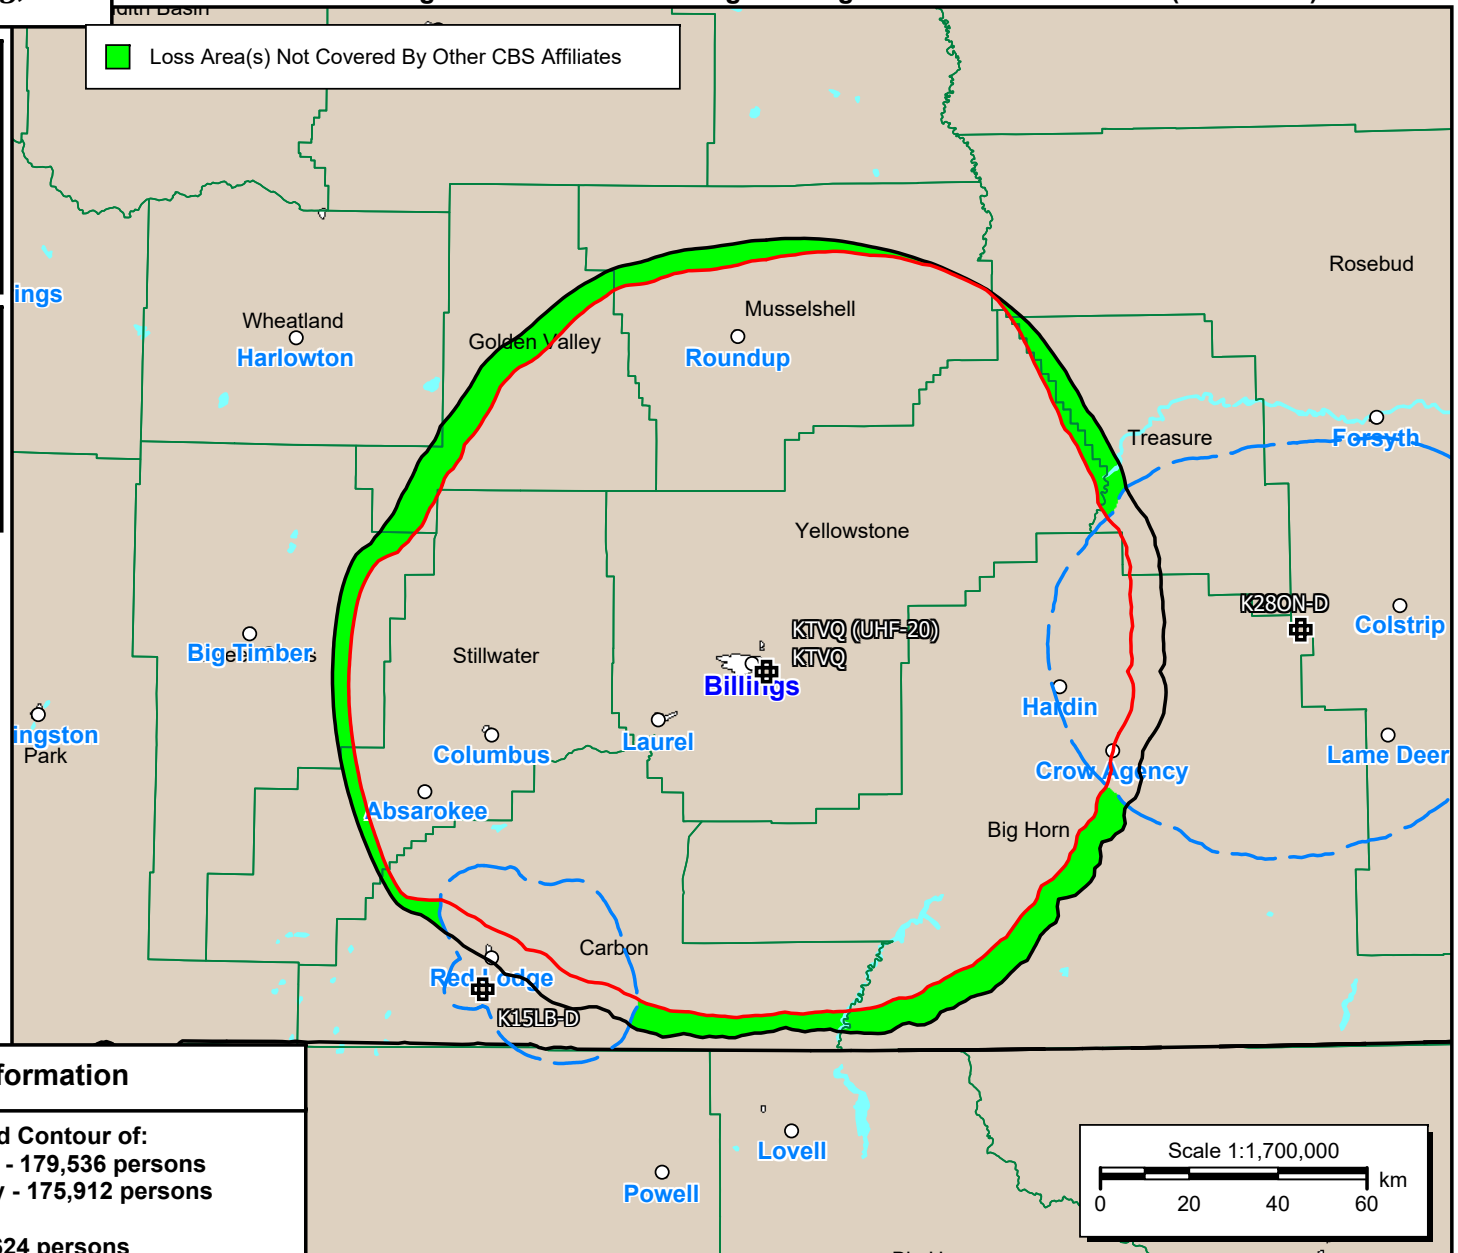 Loss Area(s) Not Covered By Other CBS Affiliates
Rosebud
ings
Wheatland
Harlowton
Golden Valley
Musselshell
Roundup
Forsyth
Treasure
Yellowstone
K28ON-D
Colstrip
KTVQ (UHF-20)
KTVQ
Billings
Big Timber
Stillwater
Hardin
ingston
Park
Columbus
Laurel
Crow Agency
Lame Deer
Absarokee
Big Horn
Carbon
Red Lodge
K15LB-D
formation
d Contour of:
- 179,536 persons
y - 175,912 persons
624 persons
Lovell
Powell
Scale 1:1,700,000
km
0 20 40 60